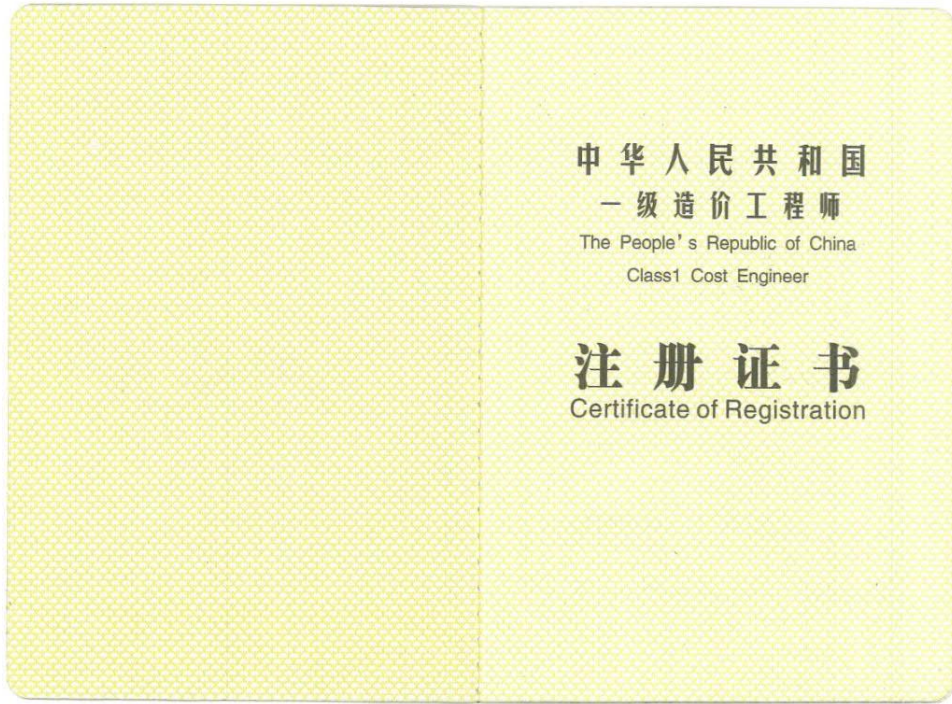 中华人民共和国
一级造价工程师
The People's Republic of China
Class1 Cost Engineer
注册证书
Certificate of Registration